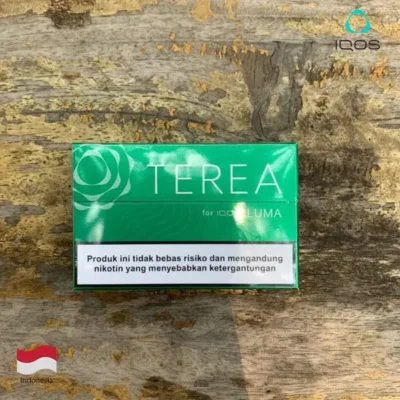 IQOS
TEREA
for IQOS ILUMA
Produk ini tidak bebas risiko dan mengandung
nikotin yang menyebabkan ketergantungan
Indonesia